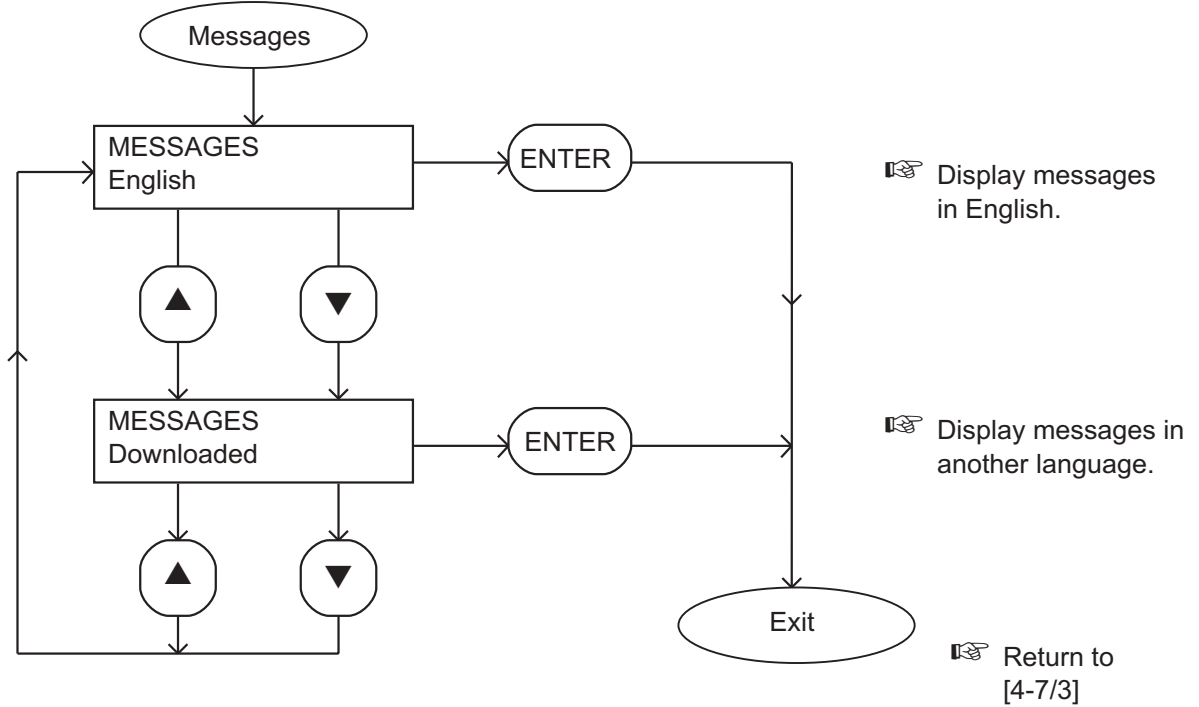 Messages
MESSAGES
English
ENTER
Display messages
in English.
▲
▼
MESSAGES
Downloaded
ENTER
Display messages in
another language.
▲
▼
Exit
Return to
[4-7/3]